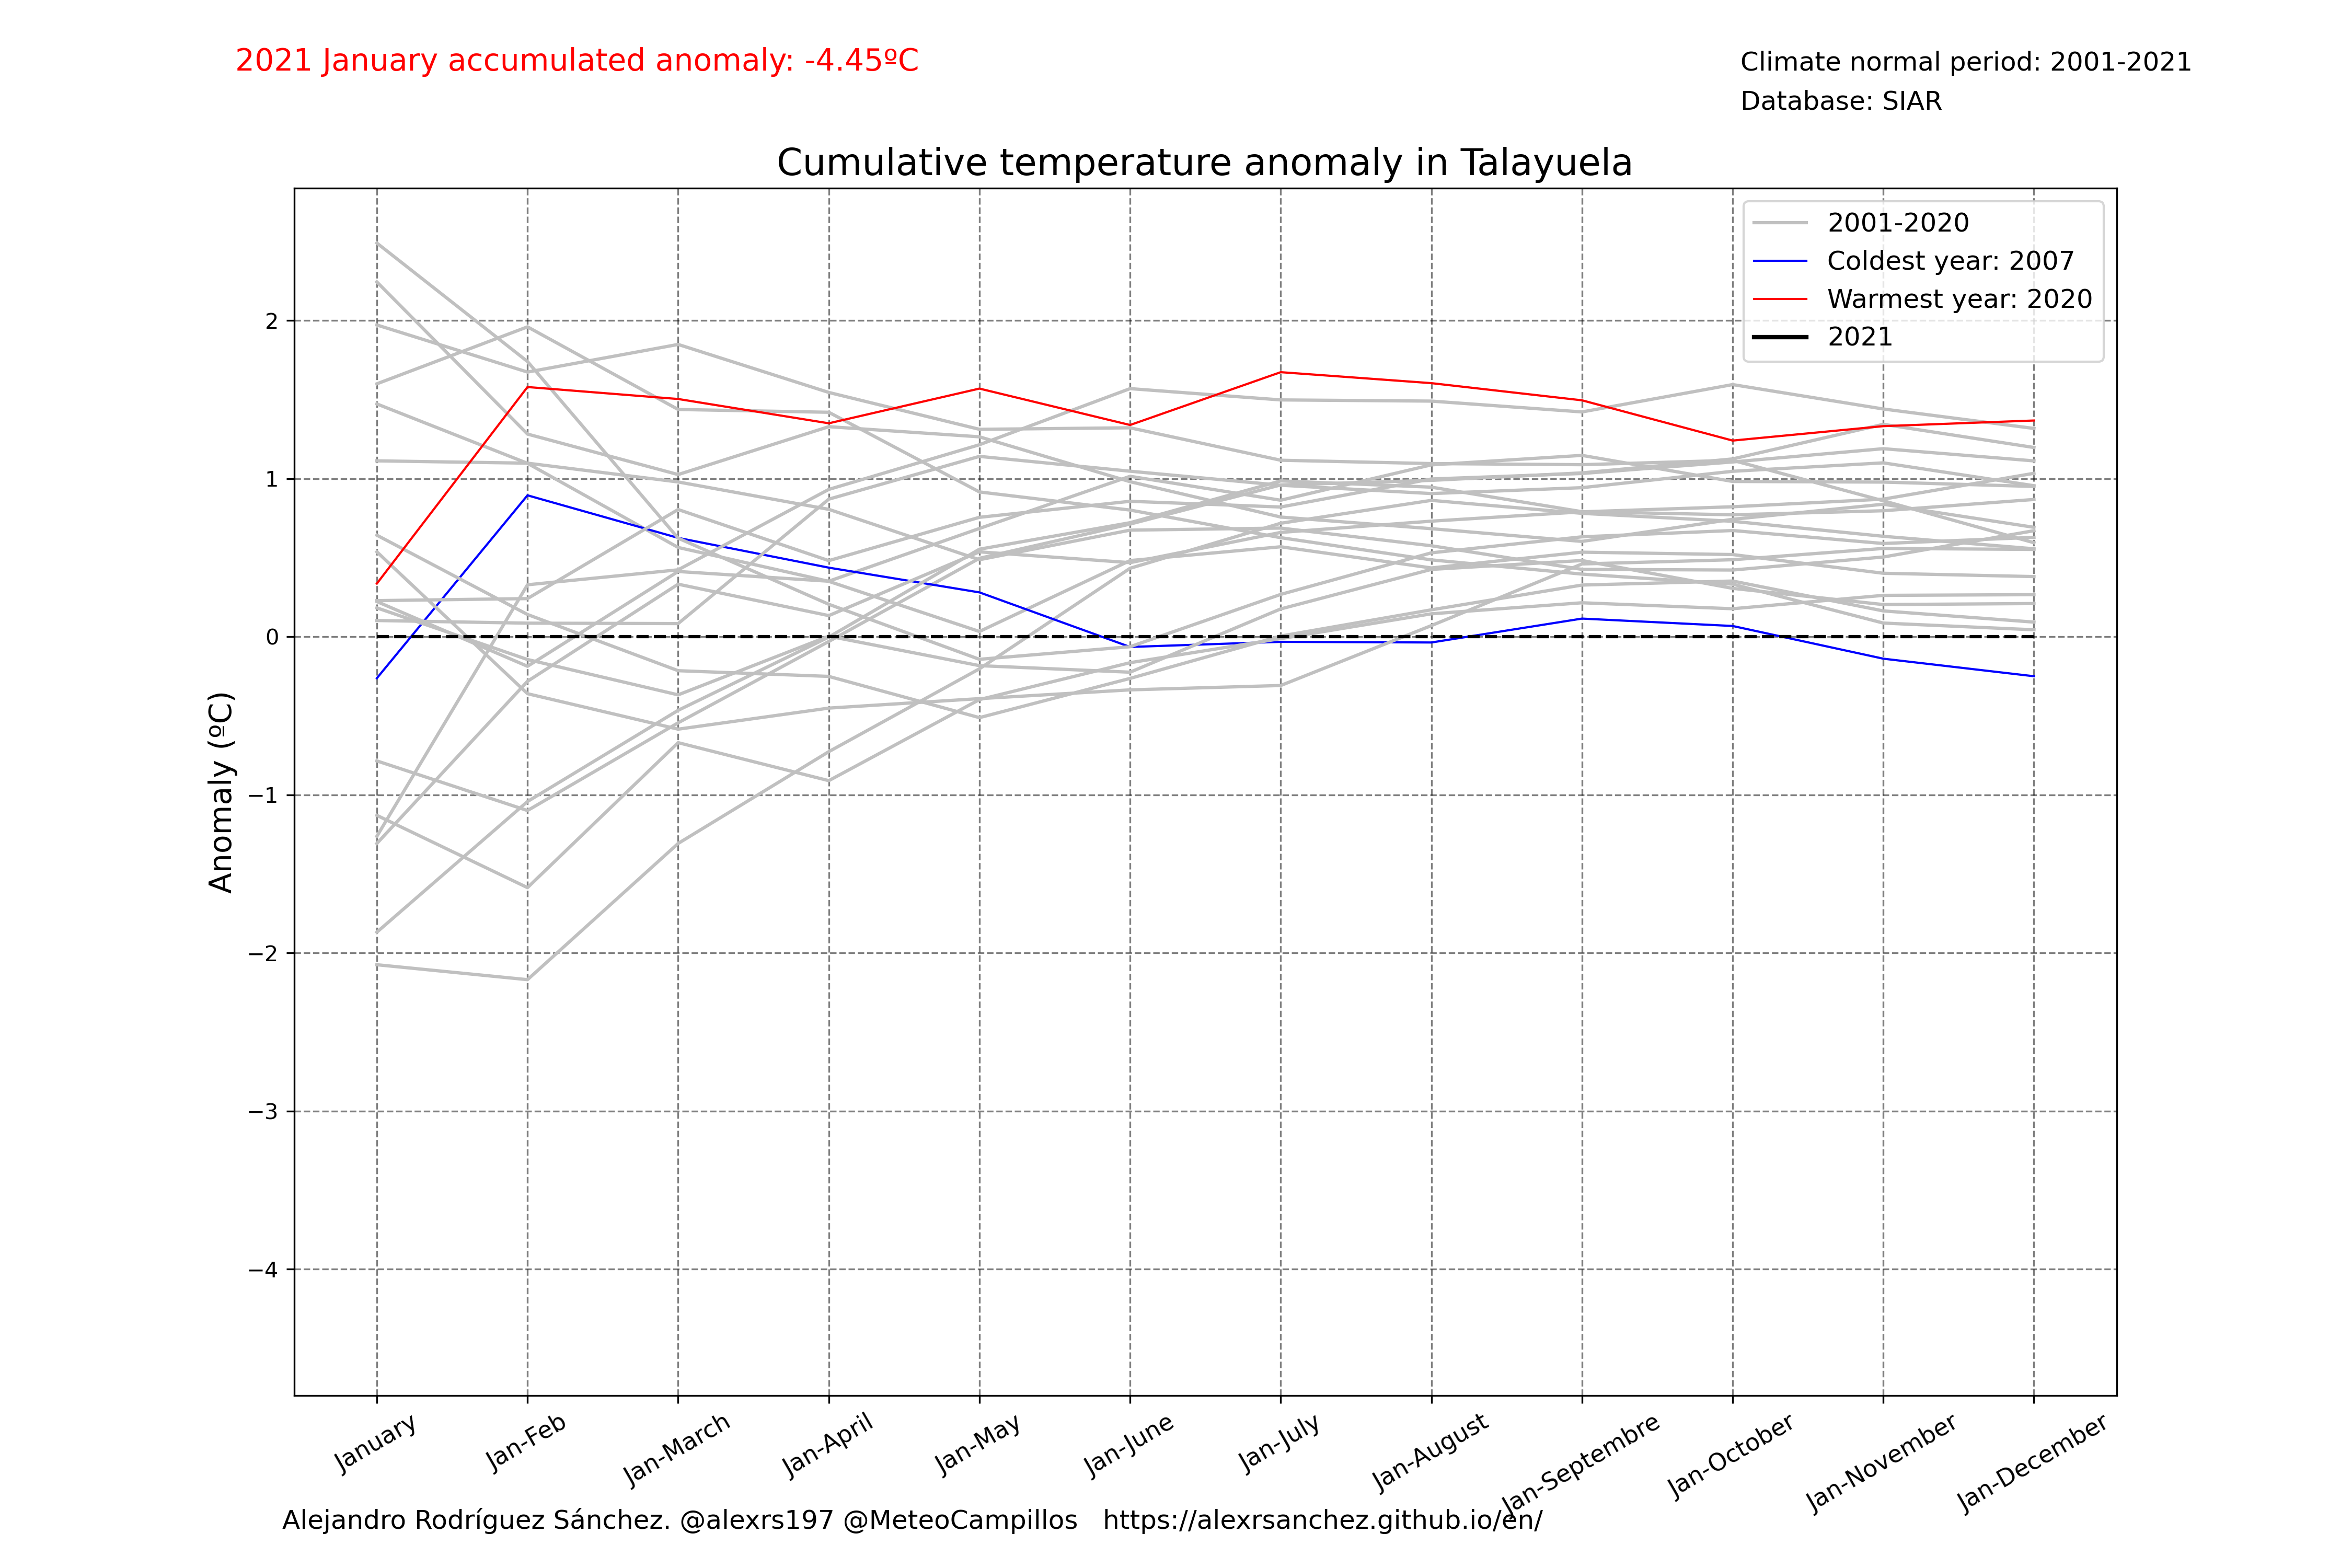 2021 January accumulated anomaly: -4.45ºC
Climate normal period: 2001-2021
Database: SIAR
Cumulative temperature anomaly in Talayuela
2001-2020
Coldest year: 2007
Warmest year: 2020
2021
Anomaly (ºC)
2
1
0
−1
−2
−3
−4
January
Jan-Feb
Jan-March
Jan-April
Jan-May
Jan-June
Jan-July
Jan-August
Jan-Septembre
Jan-October
Jan-November
Jan-December
Alejandro Rodríguez Sánchez. @alexrs197 @MeteoCampillos   https://alexrsanchez.github.io/en/